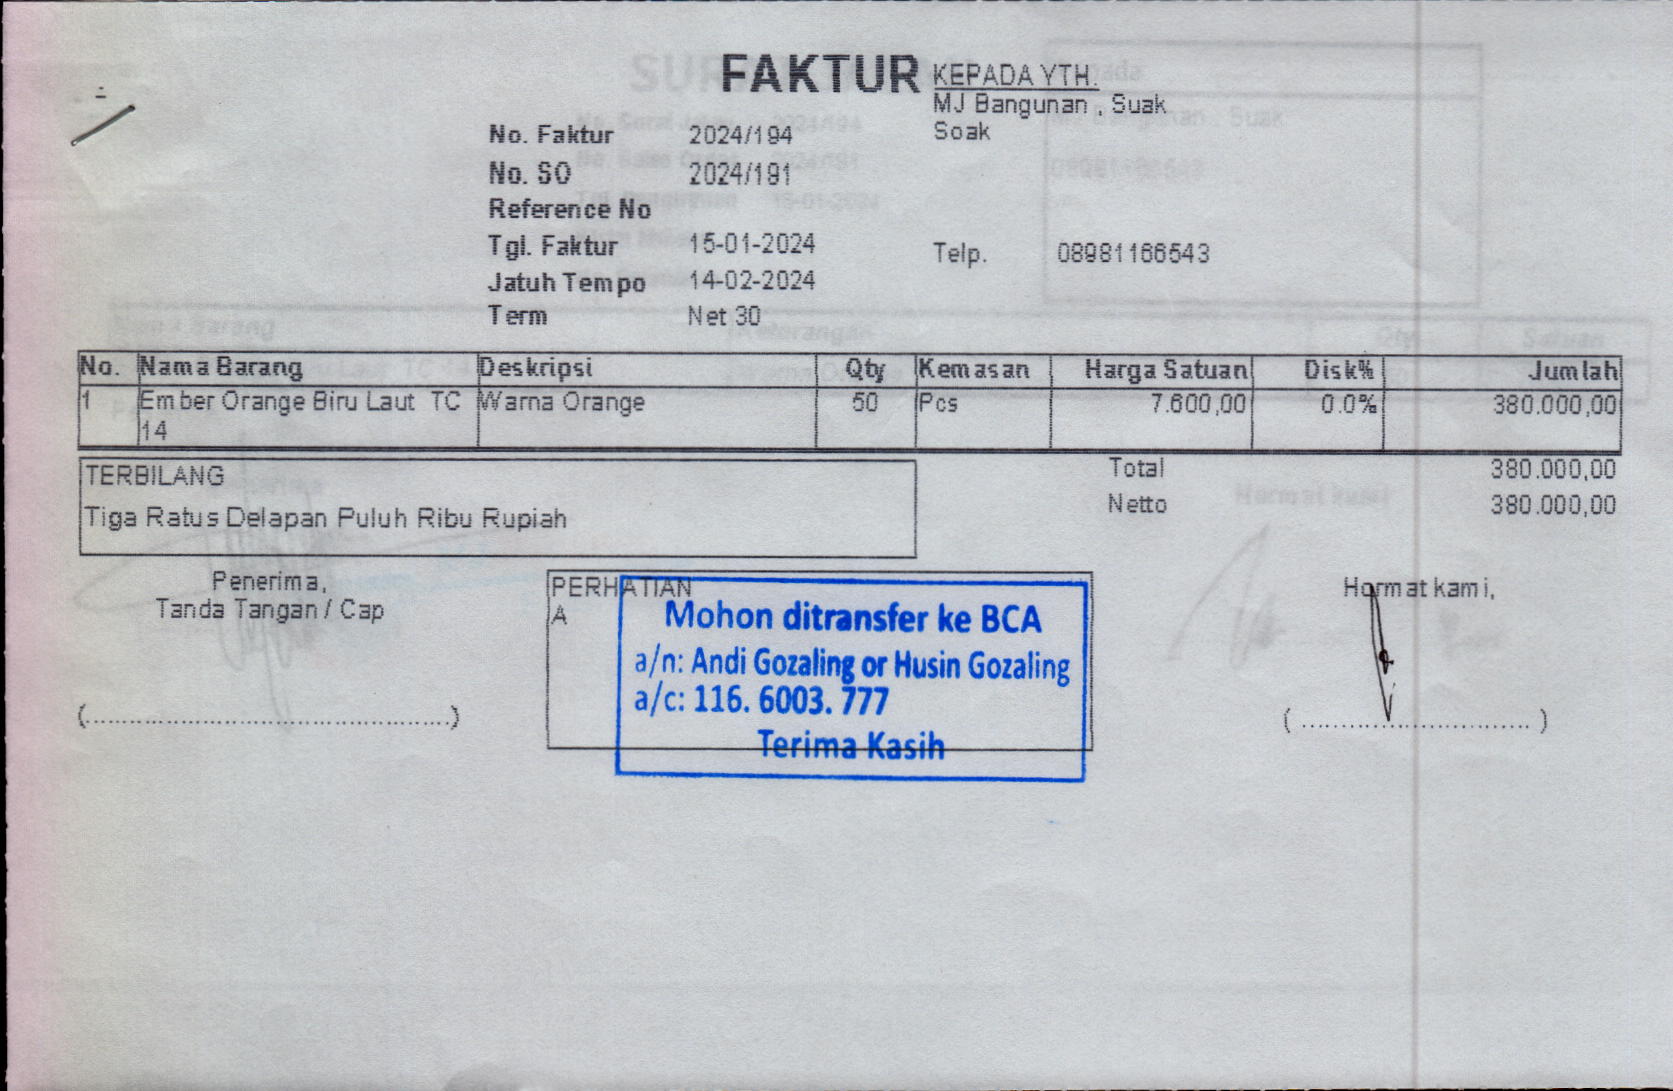 FAKTUR
KEPADA YTH.
MJ Bangunan , Suak
Soak
No. Faktur 2024/194
No. SO 2024/191
Reference No
Tgl. Faktur 15-01-2024
Telp. 08981166543
Jatuh Tempo 14-02-2024
Term Net 30
No. Nama Barang Deskripsi Qty Kemasan Harga Satuan Disk% Jumlah
1 Ember Orange Biru Laut TC Warna Orange 50 Pcs 7.600,00 0.0% 380.000,00
14
TERBILANG
Total 380.000,00
Tiga Ratus Delapan Puluh Ribu Rupiah
Netto 380.000,00
Penerima,
Tanda Tangan / Cap
PERHATIAN
A
Mohon ditransfer ke BCA
a/n: Andi Gozaling or Husin Gozaling
a/c: 116. 6003. 777
Terima Kasih
Hormat kami,